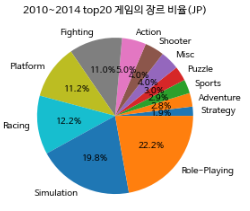 2010~2014 top20 게임의 장르 비율(JP)
Fighting
Action
Shooter
Misc
Puzzle
Sports
Adventure
Strategy
Role-Playing
Simulation
Racing
Platform
11.0%
5.0%
4.0%
4.0%
3.0%
2.9%
2.8%
1.9%
22.2%
19.8%
12.2%
11.2%